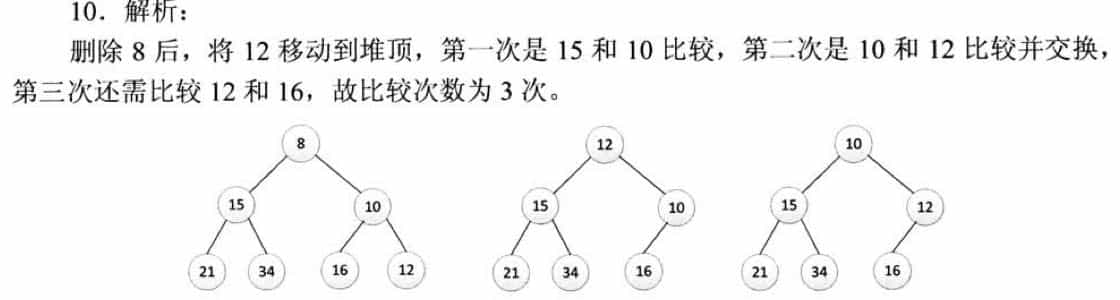 10．解析：
删除 8 后，将 12 移动到堆顶，第一次是 15 和 10 比较，第二次是 10 和 12 比较并交换，
第三次还需比较 12 和 16，故比较次数为 3 次。
8 12 10
15 10 15 10 15 12
21 34 16 12 21 34 16 21 34 16